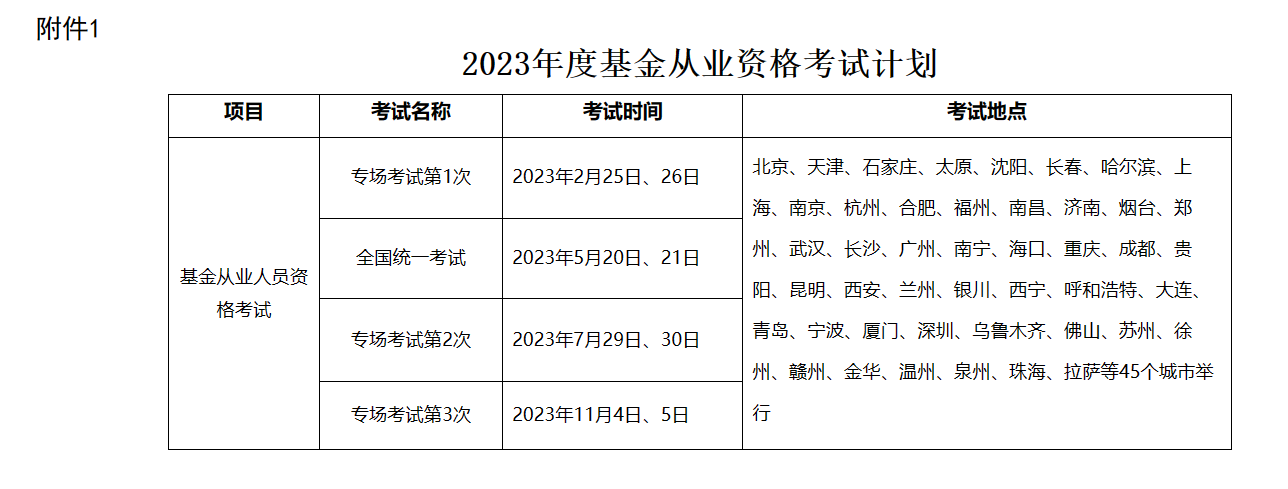 附件1
2023年度基金从业资格考试计划
项目 考试名称 考试时间 考试地点
基金从业人员资
格考试
专场考试第1次 2023年2月25日、26日
全国统一考试 2023年5月20日、21日
专场考试第2次 2023年7月29日、30日
专场考试第3次 2023年11月4日、5日
北京、天津、石家庄、太原、沈阳、长春、哈尔滨、上
海、南京、杭州、合肥、福州、南昌、济南、烟台、郑
州、武汉、长沙、广州、南宁、海口、重庆、成都、贵
阳、昆明、西安、兰州、银川、西宁、呼和浩特、大连、
青岛、宁波、厦门、深圳、乌鲁木齐、佛山、苏州、徐
州、赣州、金华、温州、泉州、珠海、拉萨等45个城市举
行